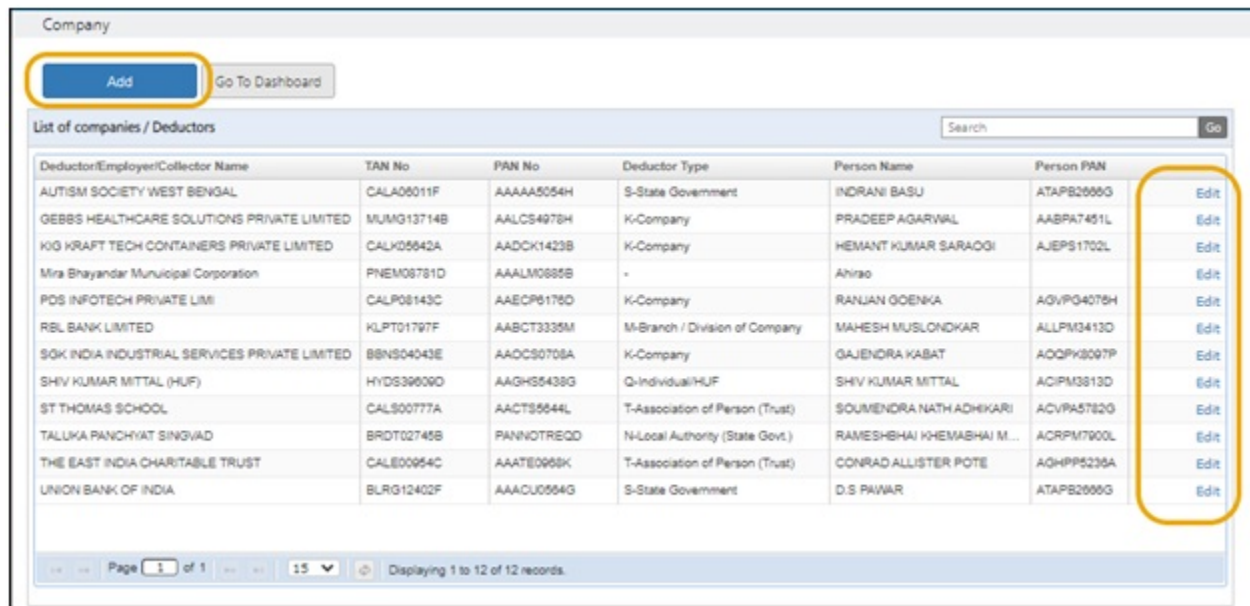 Company
Add Go To Dashboard
List of companies / Deductors Search Go
Deductor/Employer/Collector Name TAN No PAN No Deductor Type Person Name Person PAN
AUTISM SOCIETY WEST BENGAL CALA06011F AAAAA5054H S-State Government INDRANI BASU ATAPB2666G Edit
GEBBS HEALTHCARE SOLUTIONS PRIVATE LIMITED MUMG13714B AALCS4978H K-Company PRADEEP AGARWAL AABPA7461L Edit
KIG KRAFT TECH CONTAINERS PRIVATE LIMITED CALK05642A AADCK1423B K-Company HEMANT KUMAR SARAOGI AJEPS1702L Edit
Mira Bhayandar Munuicipal Corporation PNEM08781D AAALM0885B - Ahirao Edit
PDS INFOTECH PRIVATE LIMI CALP08143C AAECP6176D K-Company RANJAN GOENKA AGVPG4076H Edit
RBL BANK LIMITED KLPT01797F AABCT3335M M-Branch / Division of Company MAHESH MUSLONDKAR ALLPM3413D Edit
SGK INDIA INDUSTRIAL SERVICES PRIVATE LIMITED BBNS04043E AAOCS0708A K-Company GAJENDRA KABAT AOQPK8097P Edit
SHIV KUMAR MITTAL (HUF) HYDS39609D AAGHS5438G Q-Individual/HUF SHIV KUMAR MITTAL ACIPM3813D Edit
ST THOMAS SCHOOL CALS00777A AACTS5644L T-Association of Person (Trust) SOUMENDRA NATH ADHIKARI ACVPA5782G Edit
TALUKA PANCHYAT SINGVAD BRDT02745B PANNOTREQD N-Local Authority (State Govt.) RAMESHBHAI KHEMABHAI M... ACRPM7900L Edit
THE EAST INDIA CHARITABLE TRUST CALE00954C AAATE0968K T-Association of Person (Trust) CONRAD ALLISTER POTE AGHPP5236A Edit
UNION BANK OF INDIA BLRG12402F AAACU0564G S-State Government D.S PAWAR ATAPB2666G Edit
Page 1 of 1 15 Displaying 1 to 12 of 12 records.